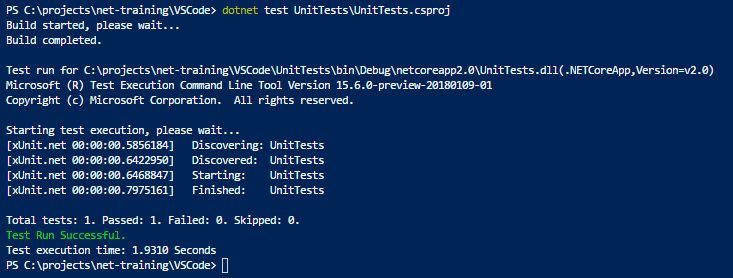 PS C:\projects\net-training\VSCode> dotnet test UnitTests\UnitTests.csproj
Build started, please wait...
Build completed.
Test run for C:\projects\net-training\VSCode\UnitTests\bin\Debug\netcoreapp2.0\UnitTests.dll(.NETCoreApp,Version=v2.0)
Microsoft (R) Test Execution Command Line Tool Version 15.6.0-preview-20180109-01
Copyright (c) Microsoft Corporation.  All rights reserved.
Starting test execution, please wait...
[xUnit.net 00:00:00.5856184]   Discovering: UnitTests
[xUnit.net 00:00:00.6422950]   Discovered:  UnitTests
[xUnit.net 00:00:00.6468847]   Starting:    UnitTests
[xUnit.net 00:00:00.7975161]   Finished:    UnitTests
Total tests: 1. Passed: 1. Failed: 0. Skipped: 0.
Test Run Successful.
Test execution time: 1.9310 Seconds
PS C:\projects\net-training\VSCode>